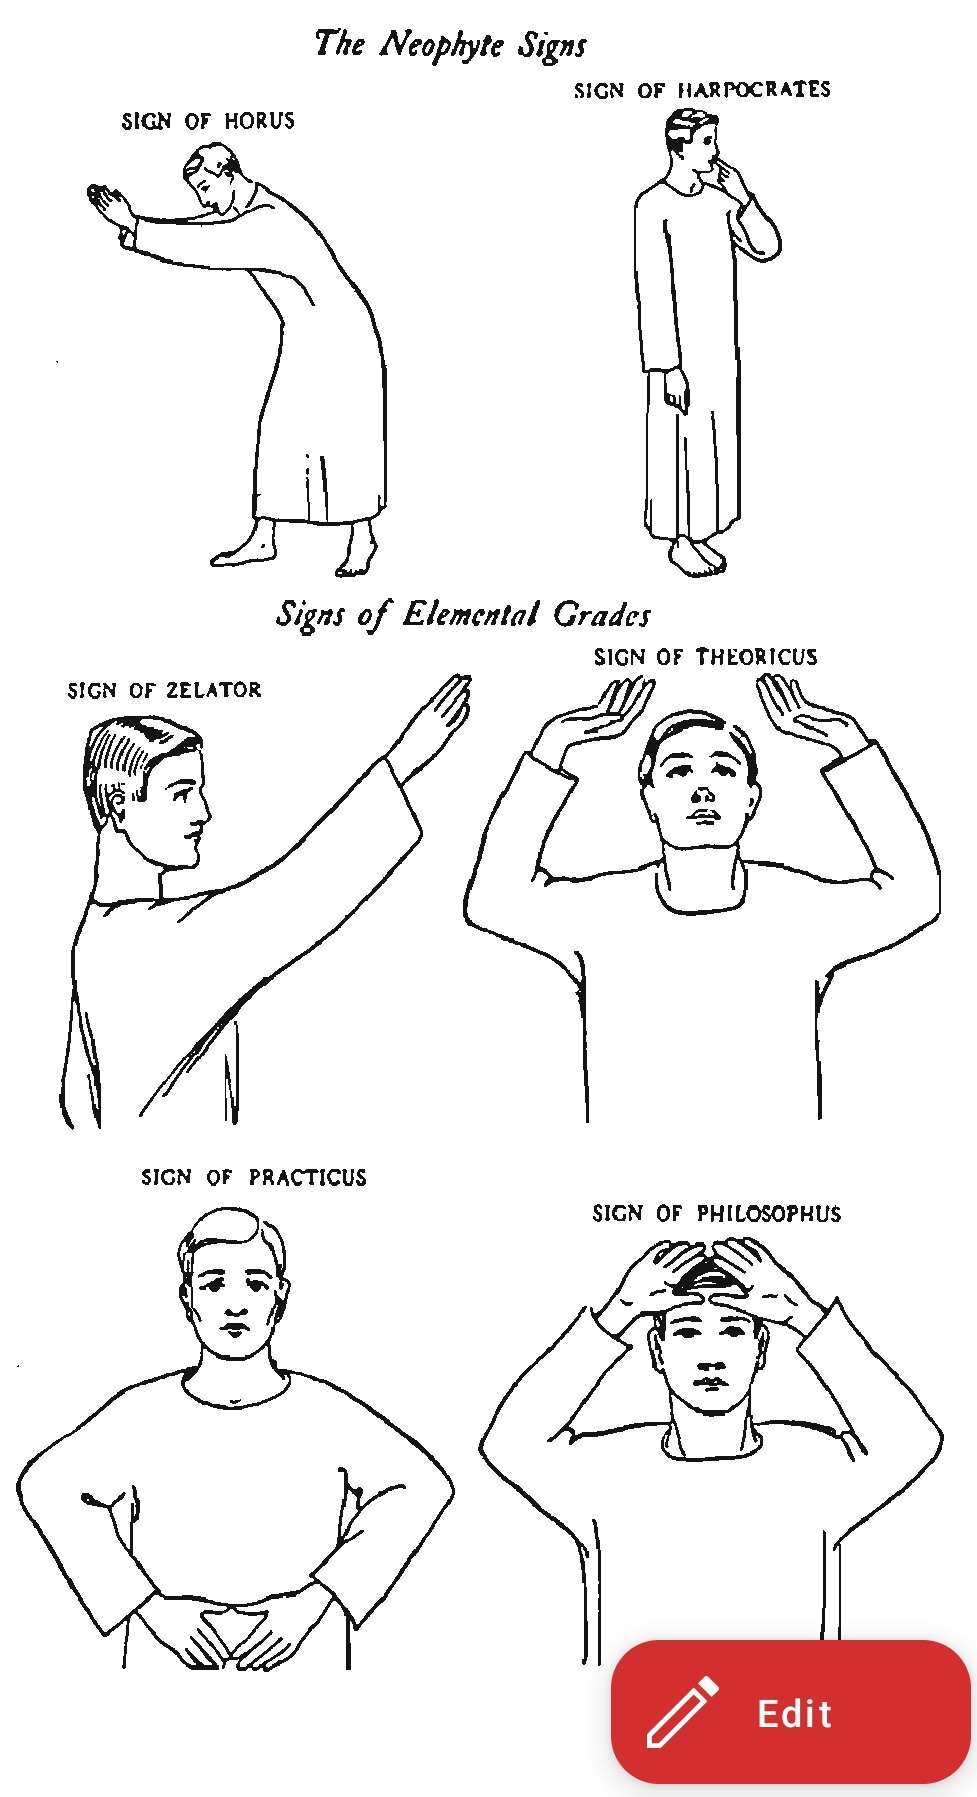 The Neophyte Signs
SIGN OF HARPOCRATES
SIGN OF HORUS
Signs of Elemental Grades
SIGN OF THEORICUS
SIGN OF ZELATOR
SIGN OF PRACTICUS
SIGN OF PHILOSOPHUS
Edit